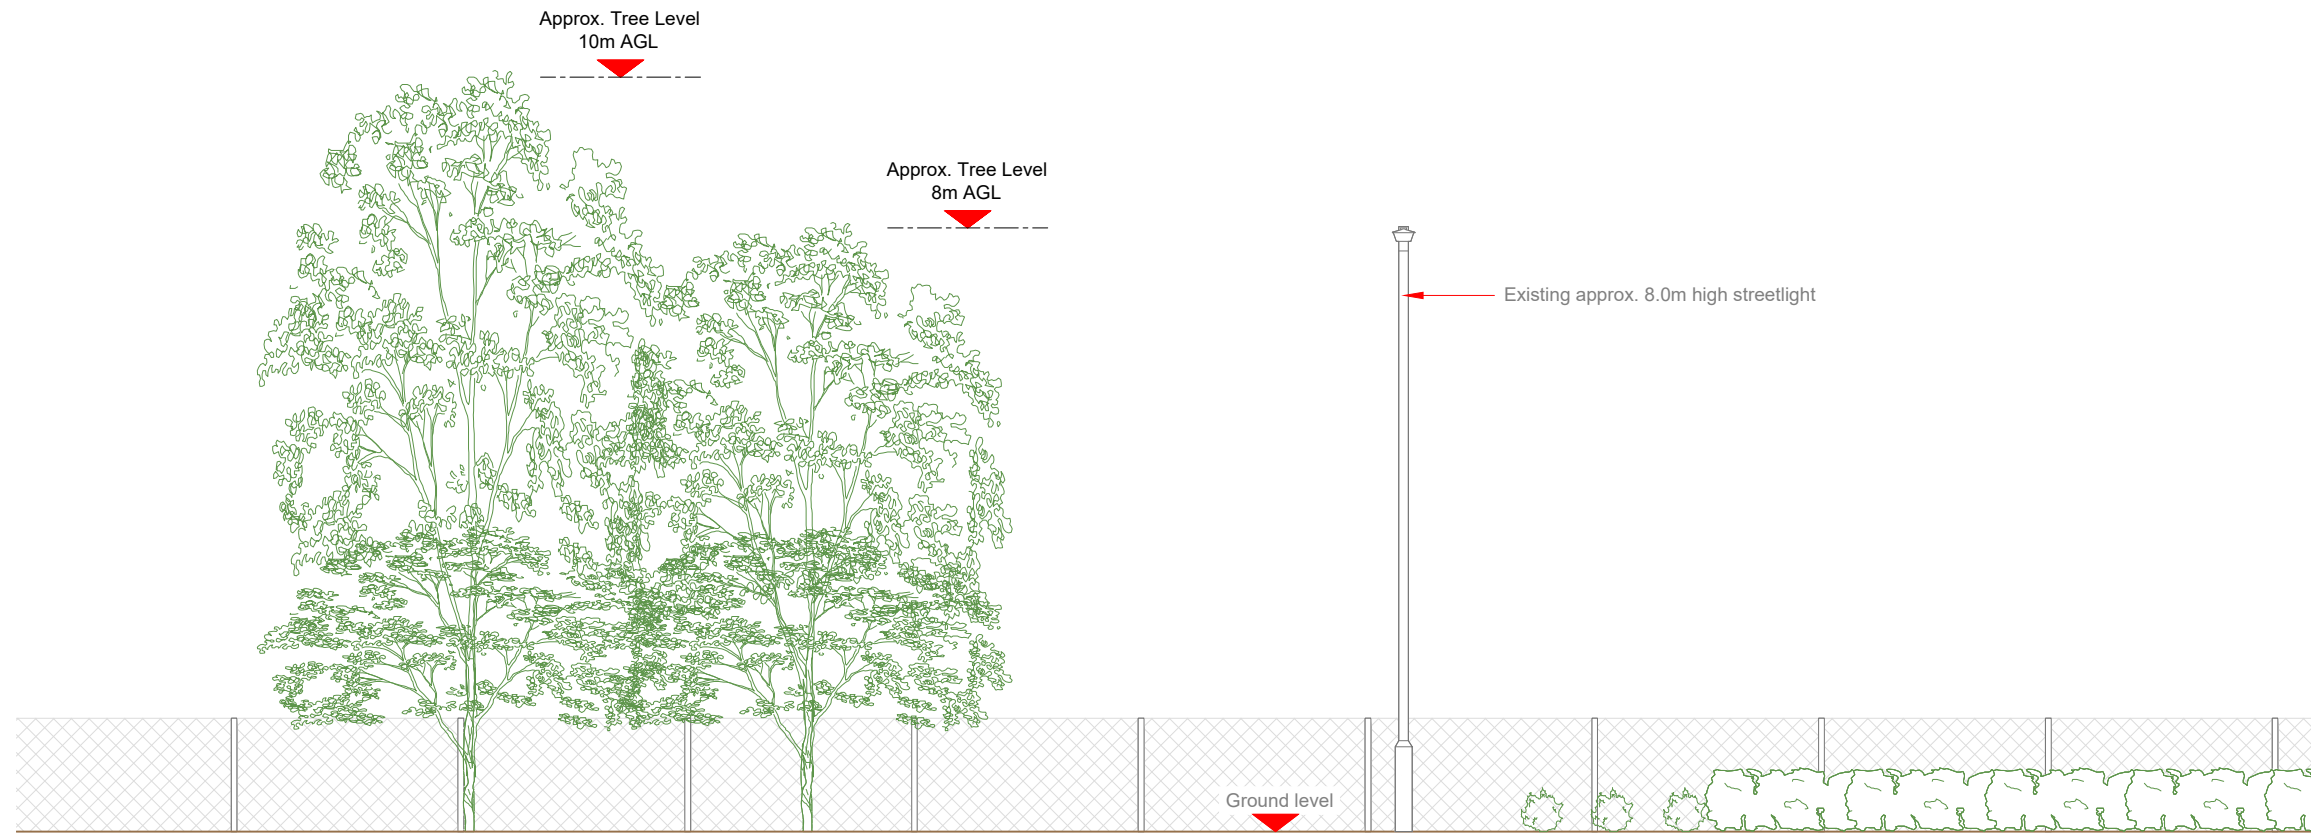 Approx. Tree Level
10m AGL
Approx. Tree Level
8m AGL
Existing approx. 8.0m high streetlight
Ground level